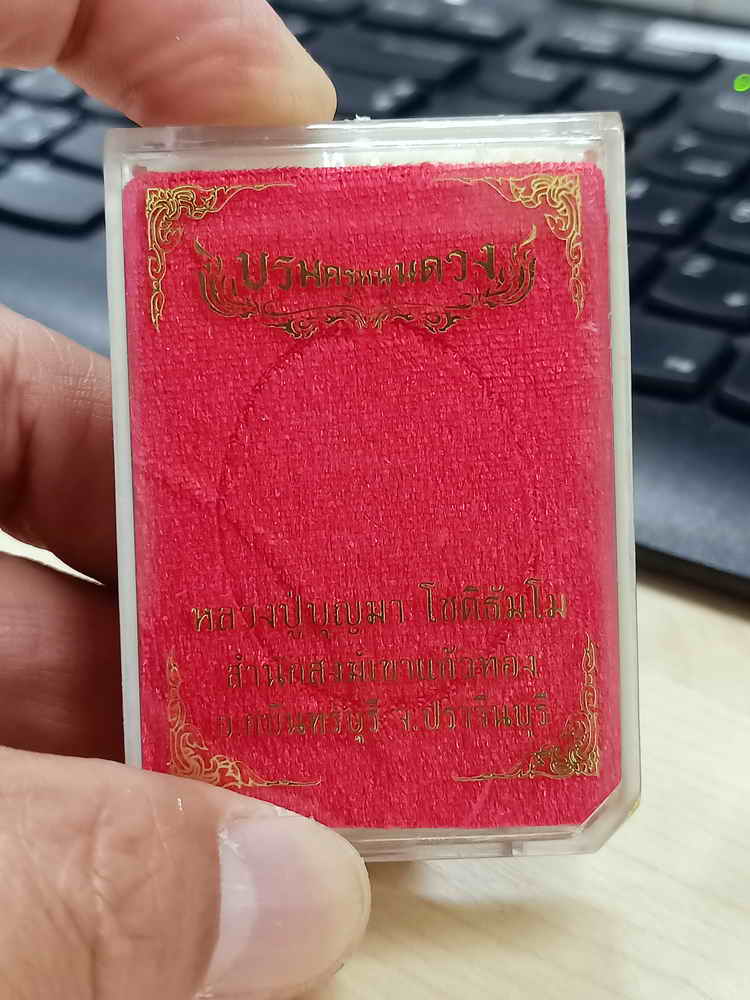 บรมครูหนุนดวง
หลวงปู่บุญมา โชติธัมโม
สำนักสงฆ์เขาแก้วทอง
อ.กบินทร์บุรี จ.ปราจีนบุรี